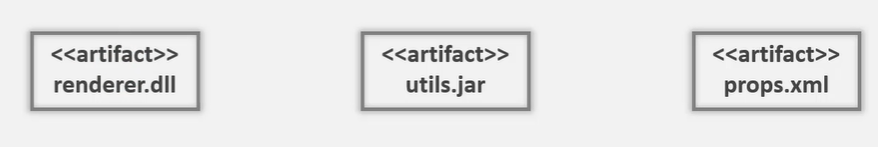 <<artifact>>
renderer.dll
<<artifact>>
utils.jar
<<artifact>>
props.xml